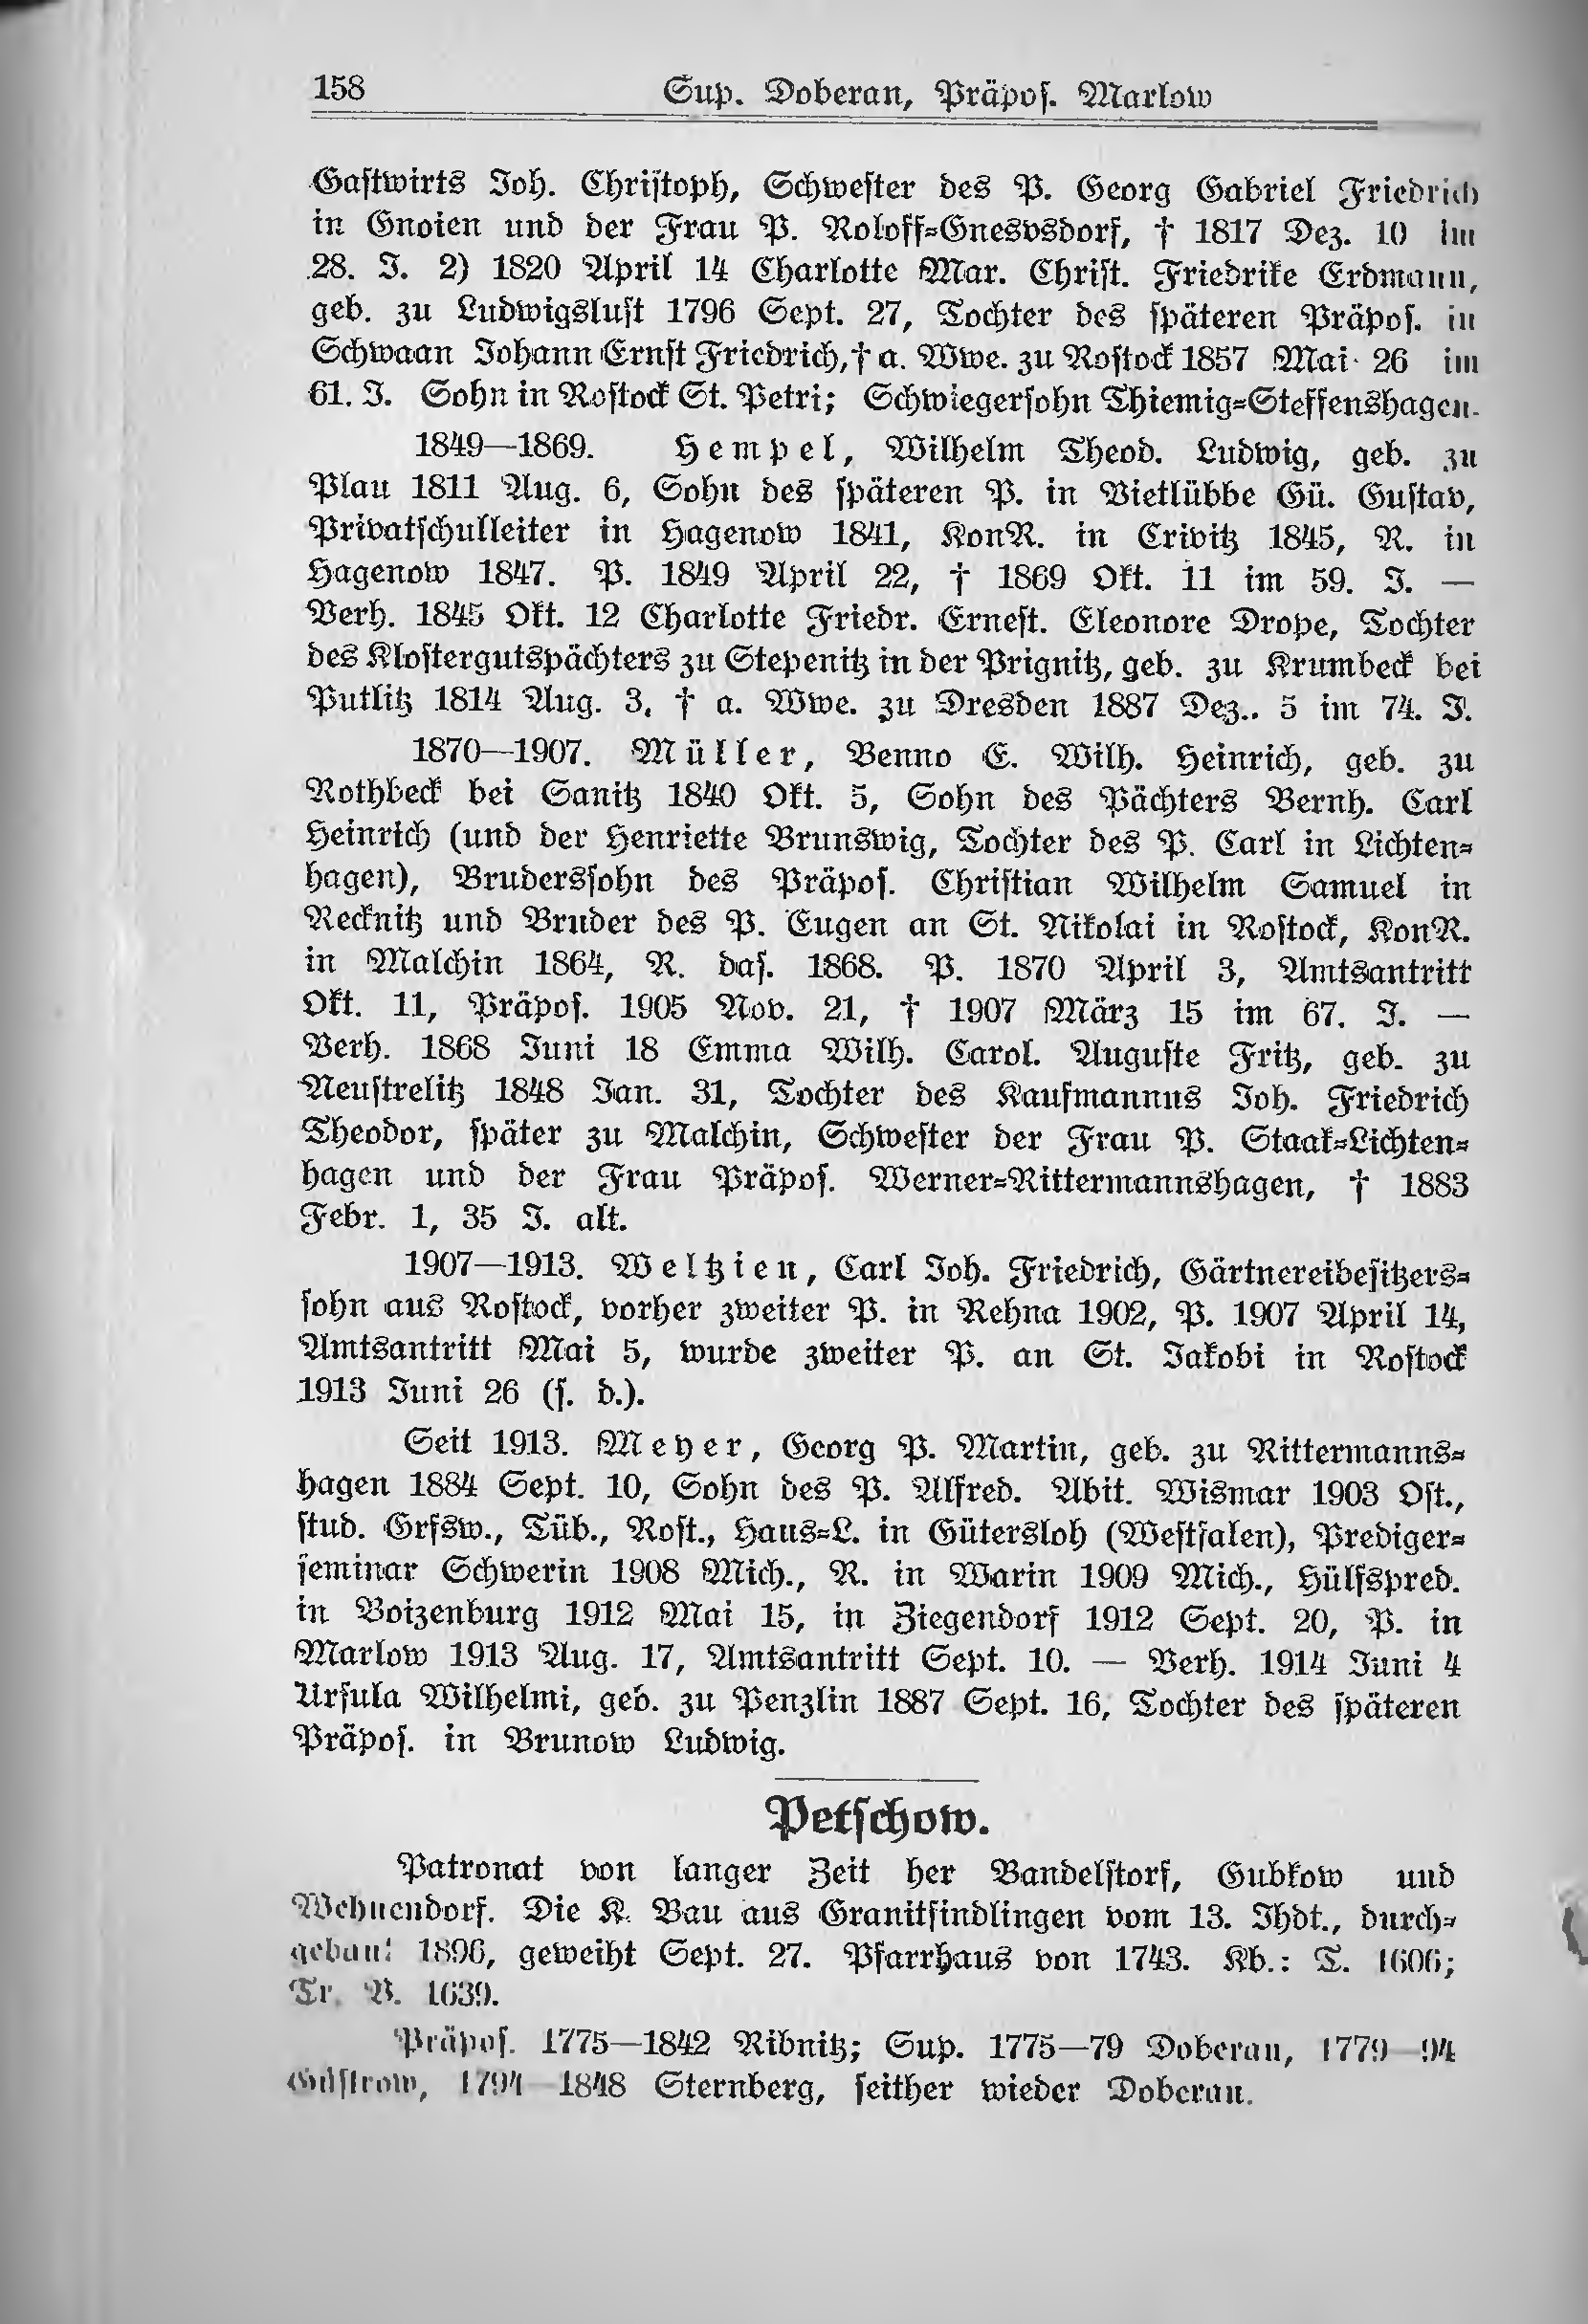 158 Sup. Doberan, Präpos. Marlow
Gastwirts Joh. Christoph, Schwester des P. Georg Gabriel Friedrich
in Gnoien und der Frau P. Roloff-Gnesvsdorf, † 1817 Dez. 10 im
28. J. 2) 1820 April 14 Charlotte Mar. Christ. Friedrike Erdmann,
geb. zu Ludwigslust 1796 Sept. 27, Tochter des späteren Präpos. in
Schwaan Johann Ernst Friedrich, † a. Wwe. zu Rostock 1857 Mai 26 im
61. J. Sohn in Rostock St. Petri; Schwiegersohn Thiemig-Steffenshagen.
1849—1869. Hempel, Wilhelm Theod. Ludwig, geb. zu
Plau 1811 Aug. 6, Sohn des späteren P. in Vietlübbe Gü. Gustav,
Privatschulleiter in Hagenow 1841, KonR. in Crivitz 1845, R. in
Hagenow 1847. P. 1849 April 22, † 1869 Okt. 11 im 59. J. —
Verh. 1845 Okt. 12 Charlotte Friedr. Ernest. Eleonore Drope, Tochter
des Klostergutspächters zu Stepenitz in der Prignitz, geb. zu Krumbeck bei
Putlitz 1814 Aug. 3, † a. Wwe. zu Dresden 1887 Dez.. 5 im 74. J.
1870—1907. Müller, Benno E. Wilh. Heinrich, geb. zu
Rothbeck bei Sanitz 1840 Okt. 5, Sohn des Pächters Bernh. Carl
Heinrich (und der Henriette Brunswig, Tochter des P. Carl in Lichten-
hagen), Brudersohn des Präpos. Christian Wilhelm Samuel in
Recknitz und Bruder des P. Eugen an St. Nikolai in Rostock, KonR.
in Malchin 1864, R. das. 1868. P. 1870 April 3, Amtsantritt
Okt. 11, Präpos. 1905 Nov. 21, † 1907 März 15 im 67. J. —
Verh. 1868 Juni 18 Emma Wilh. Carol. Auguste Fritz, geb. zu
Neustrelitz 1848 Jan. 31, Tochter des Kaufmannns Joh. Friedrich
Theodor, später zu Malchin, Schwester der Frau P. Staak-Lichten-
hagen und der Frau Präpos. Werner-Rittermannshagen, † 1883
Febr. 1, 35 J. alt.
1907—1913. Weltzien, Carl Joh. Friedrich, Gärtnereibesitzers-
sohn aus Rostock, vorher zweiter P. in Rehna 1902, P. 1907 April 14,
Amtsantritt Mai 5, wurde zweiter P. an St. Jakobi in Rostock
1913 Juni 26 (s. d.).
Seit 1913. Meyer, Georg P. Martin, geb. zu Rittermanns-
hagen 1884 Sept. 10, Sohn des P. Alfred. Abit. Wismar 1903 Ost.,
stud. Grfsw., Tüb., Rost., Haus-L. in Gütersloh (Westfalen), Prediger-
seminar Schwerin 1908 Mich., R. in Warin 1909 Mich., Hülfspred.
in Boizenburg 1912 Mai 15, in Ziegendorf 1912 Sept. 20, P. in
Marlow 1913 Aug. 17, Amtsantritt Sept. 10. — Verh. 1914 Juni 4
Ursula Wilhelmi, geb. zu Penzlin 1887 Sept. 16, Tochter des späteren
Präpos. in Brunow Ludwig.
Petschow.
Patronat von langer Zeit her Bandelstorf, Gubkow und
Wehnendorf. Die K. Bau aus Granitfindlingen vom 13. Jhdt., durch-
gebaut 1896, geweiht Sept. 27. Pfarrhaus von 1743. Kb.: T. 1606;
Tr. B. 1639.
Präpos. 1775—1842 Ribnitz; Sup. 1775—79 Doberan, 1779—94
Güstrow, 1794—1848 Sternberg, seither wieder Doberan.